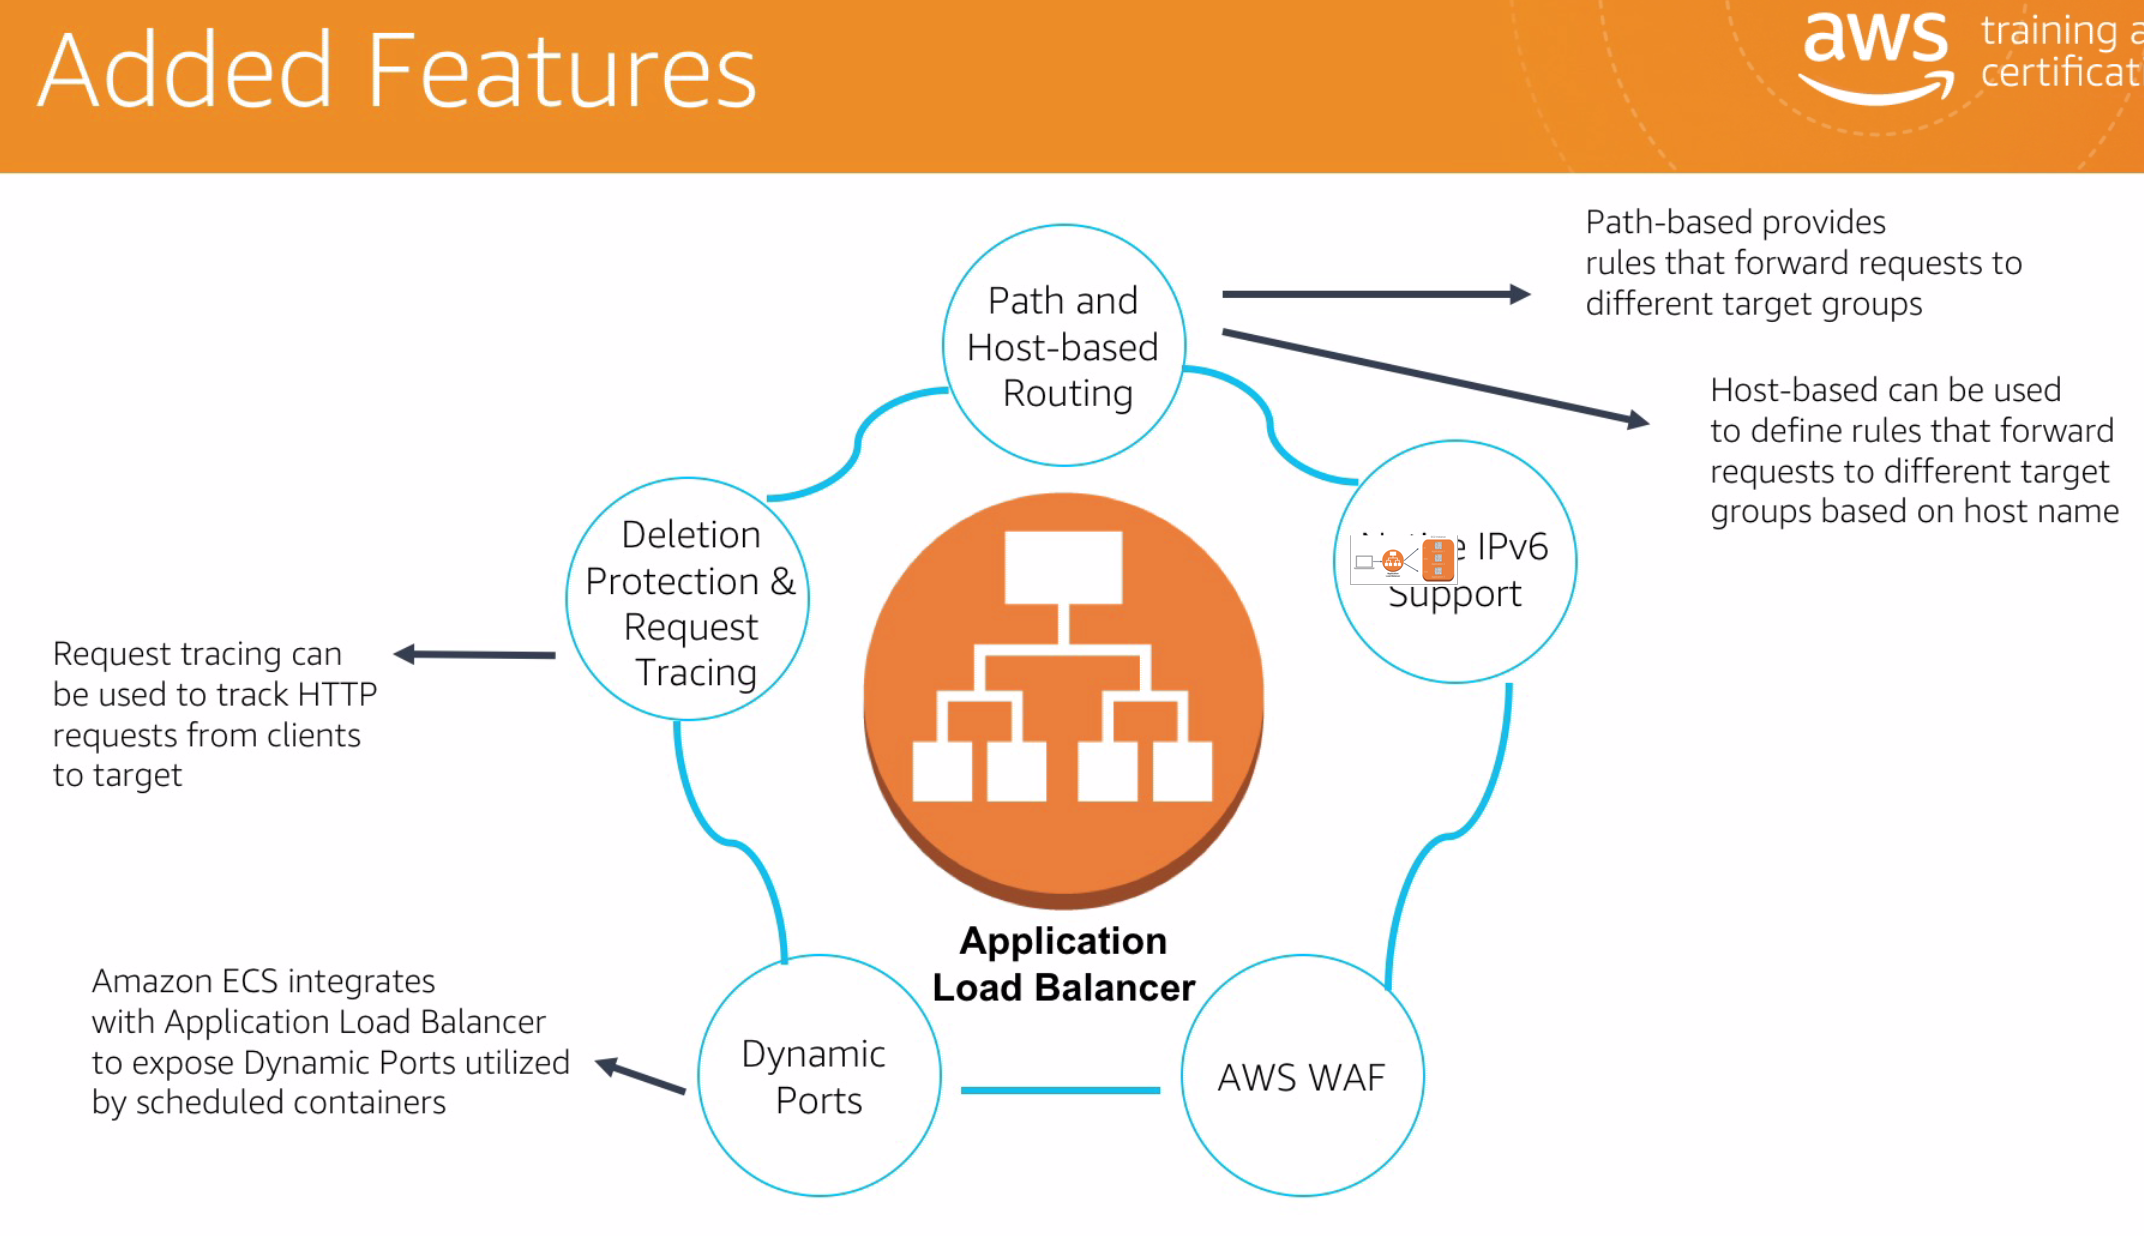 Added Features
aws
training
certificat
Path and
Host-based
Routing
Path-based provides
rules that forward requests to
different target groups
Host-based can be used
to define rules that forward
requests to different target
groups based on host name
IPv6
Support
Deletion
Protection &
Request
Tracing
Request tracing can
be used to track HTTP
requests from clients
to target
Application
Load Balancer
Amazon ECS integrates
with Application Load Balancer
to expose Dynamic Ports utilized
by scheduled containers
Dynamic
Ports
AWS WAF